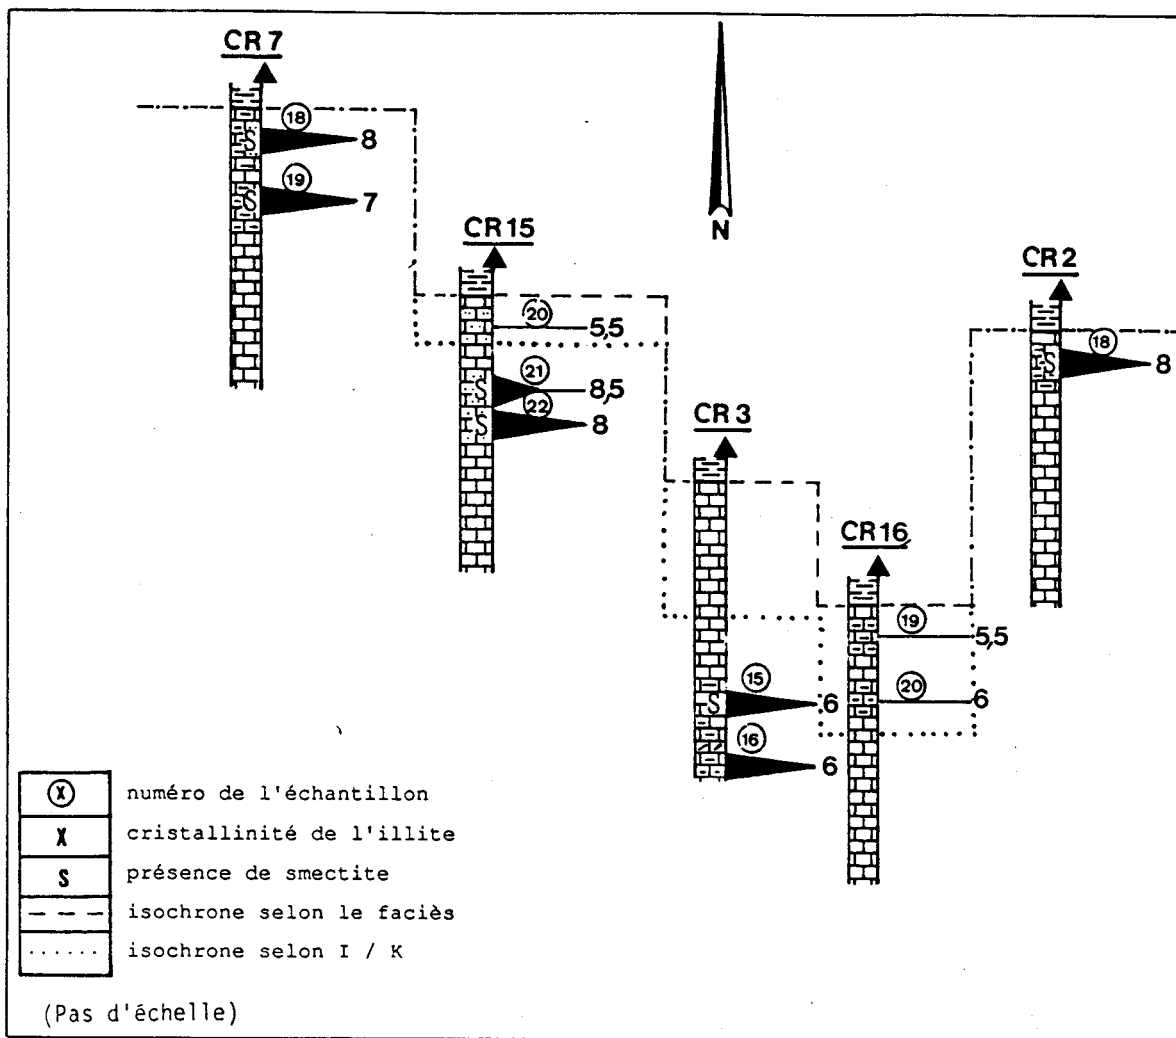 CR 7
18
S
8
19
S
7
N
CR 15
20
5,5
21
S
8,5
22
S
8
CR 2
18
S
8
CR 3
15
S
6
16
6
CR 16
19
5,5
20
6
X numéro de l'échantillon
X cristallinité de l'illite
S présence de smectite
isochrone selon le faciès
isochrone selon I / K
(Pas d'échelle)